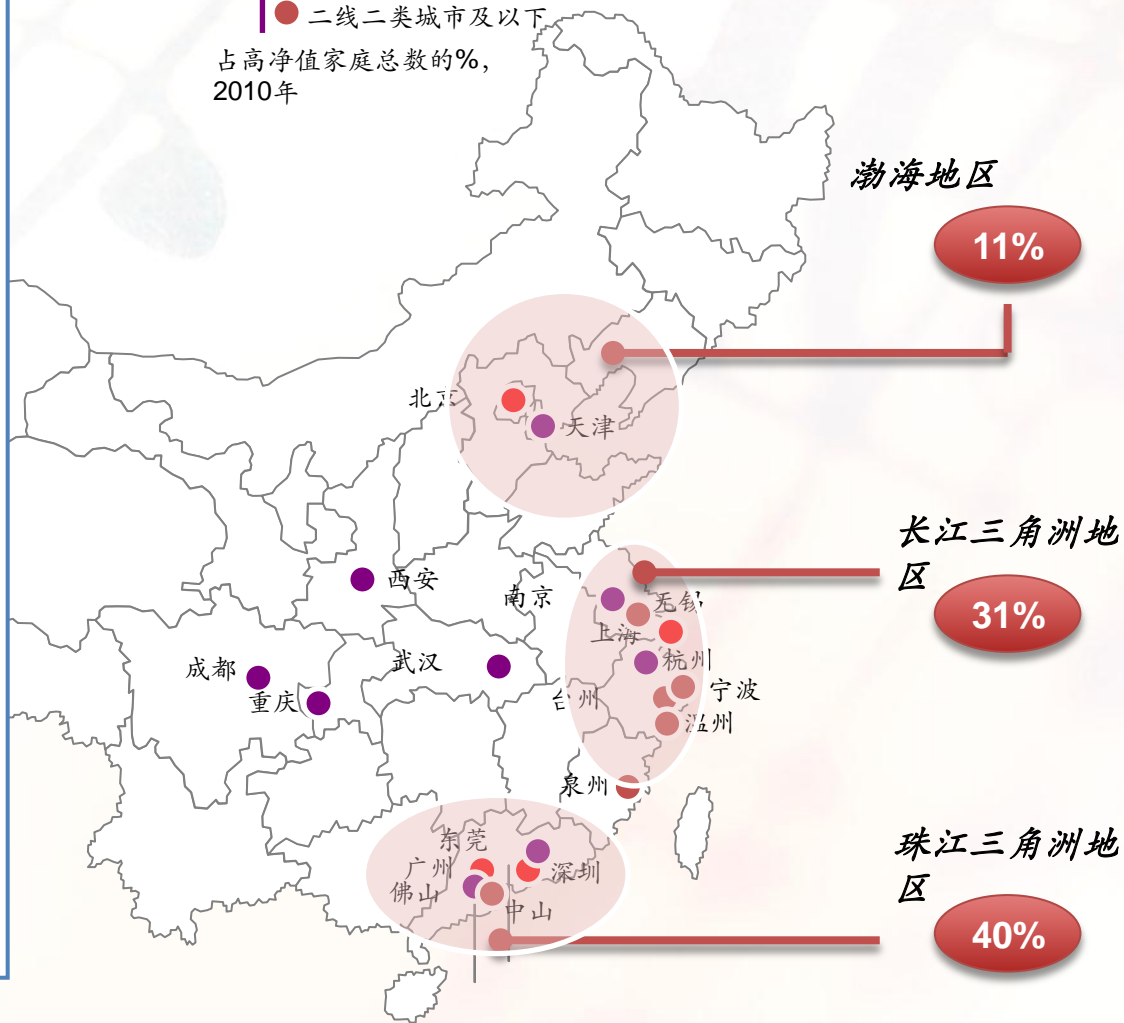 二线二类城市及以下
占高净值家庭总数的%,
2010年
渤海地区
11%
北京
天津
长江三角洲地
区
31%
西安
南京
无锡
上海
杭州
成都
武汉
重庆
台州
宁波
温州
泉州
珠江三角洲地
区
40%
东莞
广州
深圳
佛山
中山